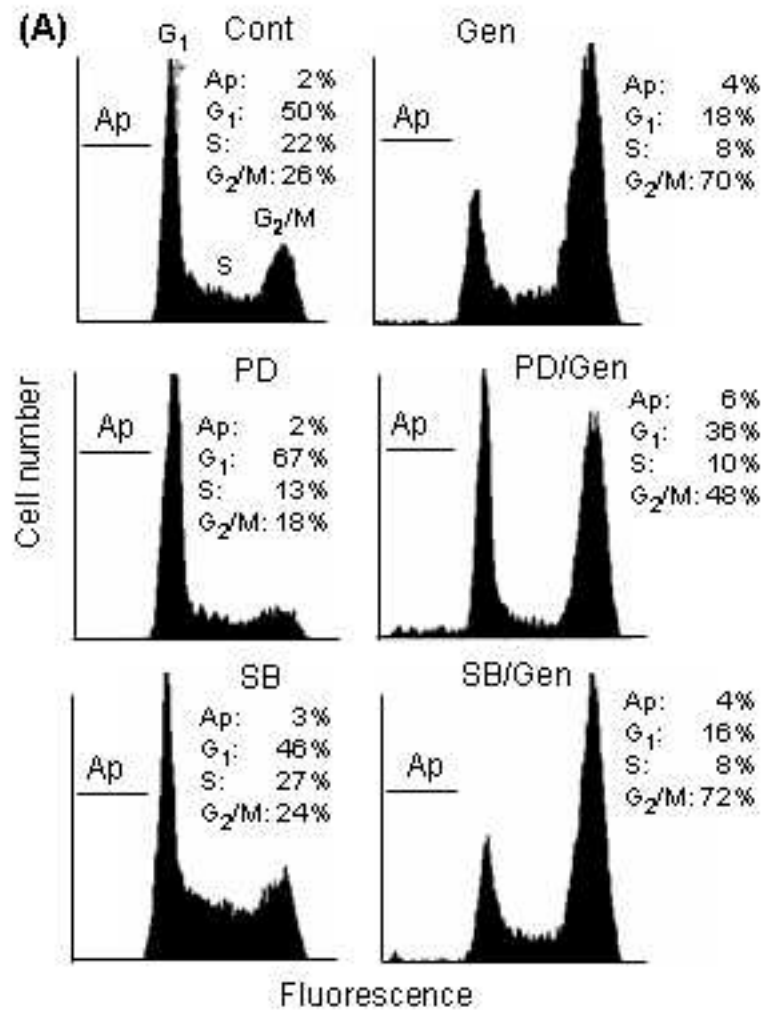 (A)
G₁ Cont
Ap
Ap: 2%
G₁: 50%
S: 22%
G₂/M: 26%
G₂/M
S
Gen
Ap
Ap: 4%
G₁: 18%
S: 8%
G₂/M: 70%
Cell number
PD
Ap
Ap: 2%
G₁: 67%
S: 13%
G₂/M: 18%
PD/Gen
Ap
Ap: 6%
G₁: 36%
S: 10%
G₂/M: 48%
SB
Ap
Ap: 3%
G₁: 46%
S: 27%
G₂/M: 24%
SB/Gen
Ap
Ap: 4%
G₁: 16%
S: 8%
G₂/M: 72%
Fluorescence